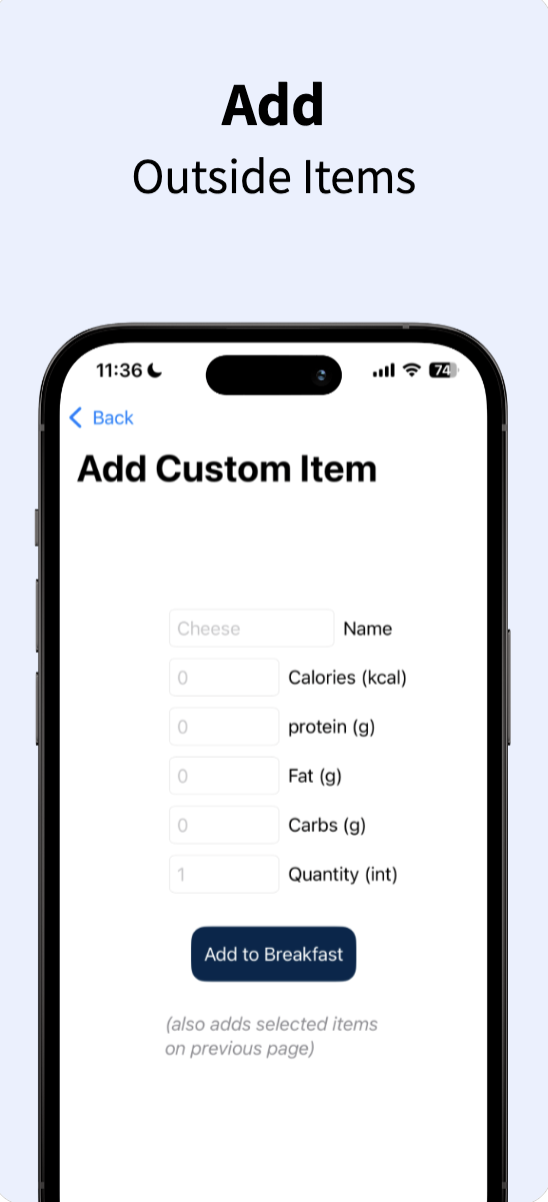 Add
Outside Items
11:36
74
Back
Add Custom Item
Cheese Name
0 Calories (kcal)
0 protein (g)
0 Fat (g)
0 Carbs (g)
1 Quantity (int)
Add to Breakfast
(also adds selected items
on previous page)